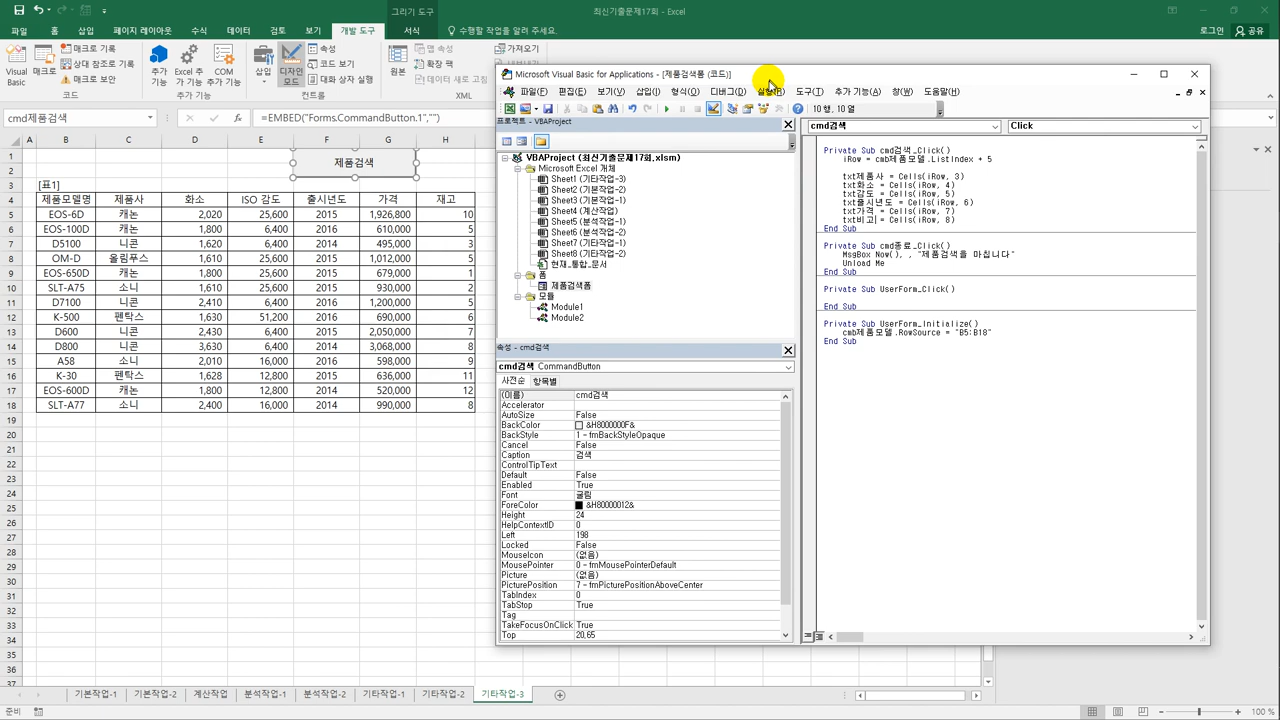 최신기출문제17회 - Excel
그리기 도구
파일 홈 삽입 페이지 레이아웃 수식 데이터 검토 보기 개발 도구 서식 수행할 작업을 알려 주세요.
로그인 공유
Visual Basic 매크로 매크로 기록 상대 참조로 기록 매크로 보안
추가 기능 Excel 추가 기능 COM 추가 기능
삽입 디자인 모드 속성 코드 보기 대화 상자 실행
컨트롤
원본 맵 속성 확장 팩 데이터 새로 고침 가져오기
XML
cmd제품검색 =EMBED("Forms.CommandButton.1","")
A B C D E F G H
제품검색
[표1]
제품모델명 제품사 화소 ISO 감도 출시년도 가격 재고
EOS-6D 캐논 2,020 25,600 2015 1,926,800 10
EOS-100D 캐논 1,800 6,400 2016 610,000 5
D5100 니콘 1,620 6,400 2014 495,000 3
OM-D 올림푸스 1,610 25,600 2015 1,012,000 5
EOS-650D 캐논 1,800 25,600 2014 679,000 1
SLT-A75 소니 1,610 25,600 2015 930,000 2
D7100 니콘 2,410 6,400 2016 1,200,000 5
K-500 펜탁스 1,630 51,200 2016 690,000 6
D600 니콘 2,430 6,400 2015 2,050,000 7
D800 니콘 3,630 6,400 2014 3,068,000 8
A58 소니 2,010 16,000 2016 598,000 9
K-30 펜탁스 1,628 12,800 2015 636,000 11
EOS-600D 캐논 1,800 12,800 2014 520,000 12
SLT-A77 소니 2,400 16,000 2014 990,000 8
기본작업-1 기본작업-2 계산작업 분석작업-1 분석작업-2 기타작업-1 기타작업-2 기타작업-3
준비
100 %
Microsoft Visual Basic for Applications - [제품검색폼 (코드)]
파일(F) 편집(E) 보기(V) 삽입(I) 형식(O) 디버그(D) 실행(R) 도구(T) 추가 기능(A) 창(W) 도움말(H)
10 행, 10 열
프로젝트 - VBAProject
VBAProject (최신기출문제17회.xlsm)
Microsoft Excel 개체
Sheet1 (기타작업-3)
Sheet2 (기본작업-1)
Sheet3 (기본작업-2)
Sheet4 (계산작업)
Sheet5 (분석작업-1)
Sheet6 (분석작업-2)
Sheet7 (기타작업-1)
Sheet8 (기타작업-2)
현재_통합_문서
폼
제품검색폼
모듈
Module1
Module2
속성 - cmd검색
cmd검색 CommandButton
사전순 항목별
(이름) cmd검색
Accelerator
AutoSize False
BackColor &H8000000F&
BackStyle 1 - fmBackStyleOpaque
Cancel False
Caption 검색
ControlTipText
Default False
Enabled True
Font 굴림
ForeColor &H80000012&
Height 24
HelpContextID 0
Left 198
Locked False
MouseIcon (없음)
MousePointer 0 - fmMousePointerDefault
Picture (없음)
PicturePosition 7 - fmPicturePositionAboveCenter
TabIndex 0
TabStop True
Tag
TakeFocusOnClick True
Top 20,65
cmd검색 Click
Private Sub cmd검색_Click()
iRow = cmb제품모델.ListIndex + 5
txt제품사 = Cells(iRow, 3)
txt화소 = Cells(iRow, 4)
txt감도 = Cells(iRow, 5)
txt출시년도 = Cells(iRow, 6)
txt가격 = Cells(iRow, 7)
txt비고 = Cells(iRow, 8)
End Sub
Private Sub cmd종료_Click()
MsgBox Now(), , "제품검색을 마칩니다"
Unload Me
End Sub
Private Sub UserForm_Click()
End Sub
Private Sub UserForm_Initialize()
cmb제품모델.RowSource = "B5:B18"
End Sub